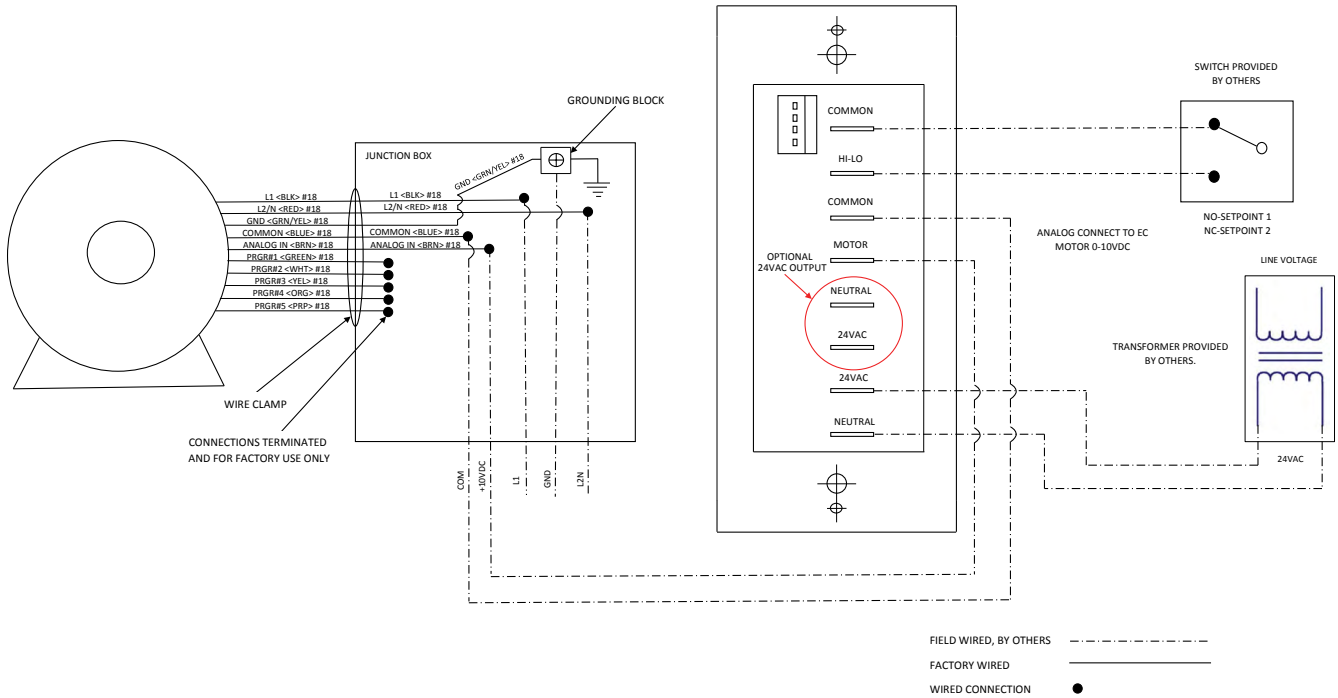 GROUNDING BLOCK
JUNCTION BOX
GND <GRN/YEL> #18
L1 <BLK> #18
L1 <BLK> #18
L2/N <RED> #18
L2/N <RED> #18
GND <GRN/YEL> #18
COMMON <BLUE> #18
COMMON <BLUE> #18
ANALOG IN <BRN> #18
ANALOG IN <BRN> #18
PRGR#1 <GREEN> #18
PRGR#2 <WHT> #18
PRGR#3 <YEL> #18
PRGR#4 <ORG> #18
PRGR#5 <PRP> #18
WIRE CLAMP
CONNECTIONS TERMINATED
AND FOR FACTORY USE ONLY
COM
+10VDC
L1
GND
L2N
COMMON
HI-LO
COMMON
MOTOR
OPTIONAL
24VAC OUTPUT
NEUTRAL
24VAC
24VAC
NEUTRAL
SWITCH PROVIDED
BY OTHERS
NO-SETPOINT 1
NC-SETPOINT 2
ANALOG CONNECT TO EC
MOTOR 0-10VDC
LINE VOLTAGE
TRANSFORMER PROVIDED
BY OTHERS.
24VAC
FIELD WIRED, BY OTHERS
FACTORY WIRED
WIRED CONNECTION